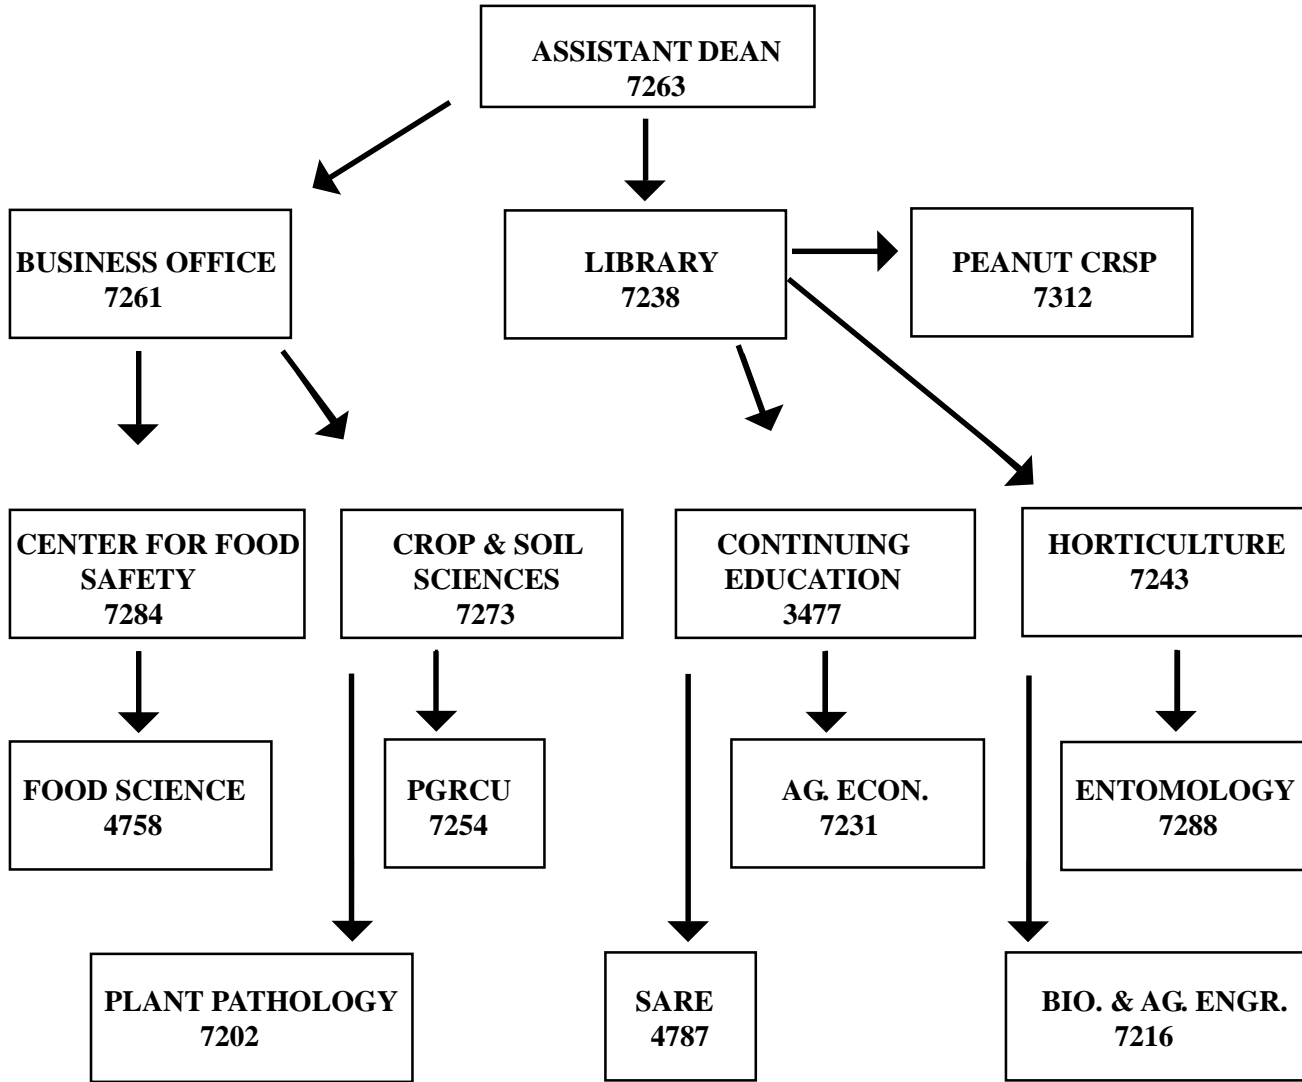 ASSISTANT DEAN
7263
BUSINESS OFFICE
7261
LIBRARY
7238
PEANUT CRSP
7312
CENTER FOR FOOD
SAFETY
7284
CROP & SOIL
SCIENCES
7273
CONTINUING
EDUCATION
3477
HORTICULTURE
7243
FOOD SCIENCE
4758
PGRCU
7254
AG. ECON.
7231
ENTOMOLOGY
7288
PLANT PATHOLOGY
7202
SARE
4787
BIO. & AG. ENGR.
7216